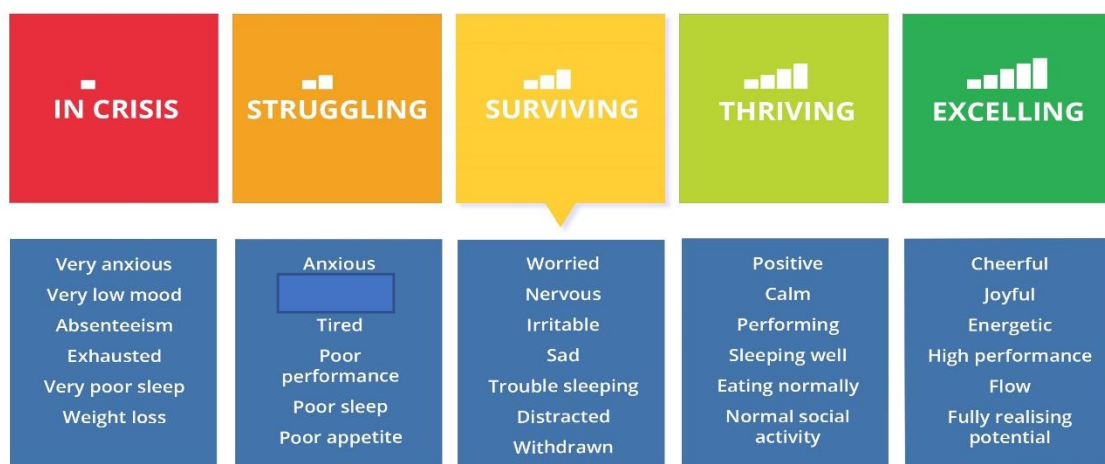 IN CRISIS
STRUGGLING
SURVIVING
THRIVING
EXCELLING
Very anxious
Very low mood
Absenteeism
Exhausted
Very poor sleep
Weight loss
Anxious
Tired
Poor
performance
Poor sleep
Poor appetite
Worried
Nervous
Irritable
Sad
Trouble sleeping
Distracted
Withdrawn
Positive
Calm
Performing
Sleeping well
Eating normally
Normal social
activity
Cheerful
Joyful
Energetic
High performance
Flow
Fully realising
potential